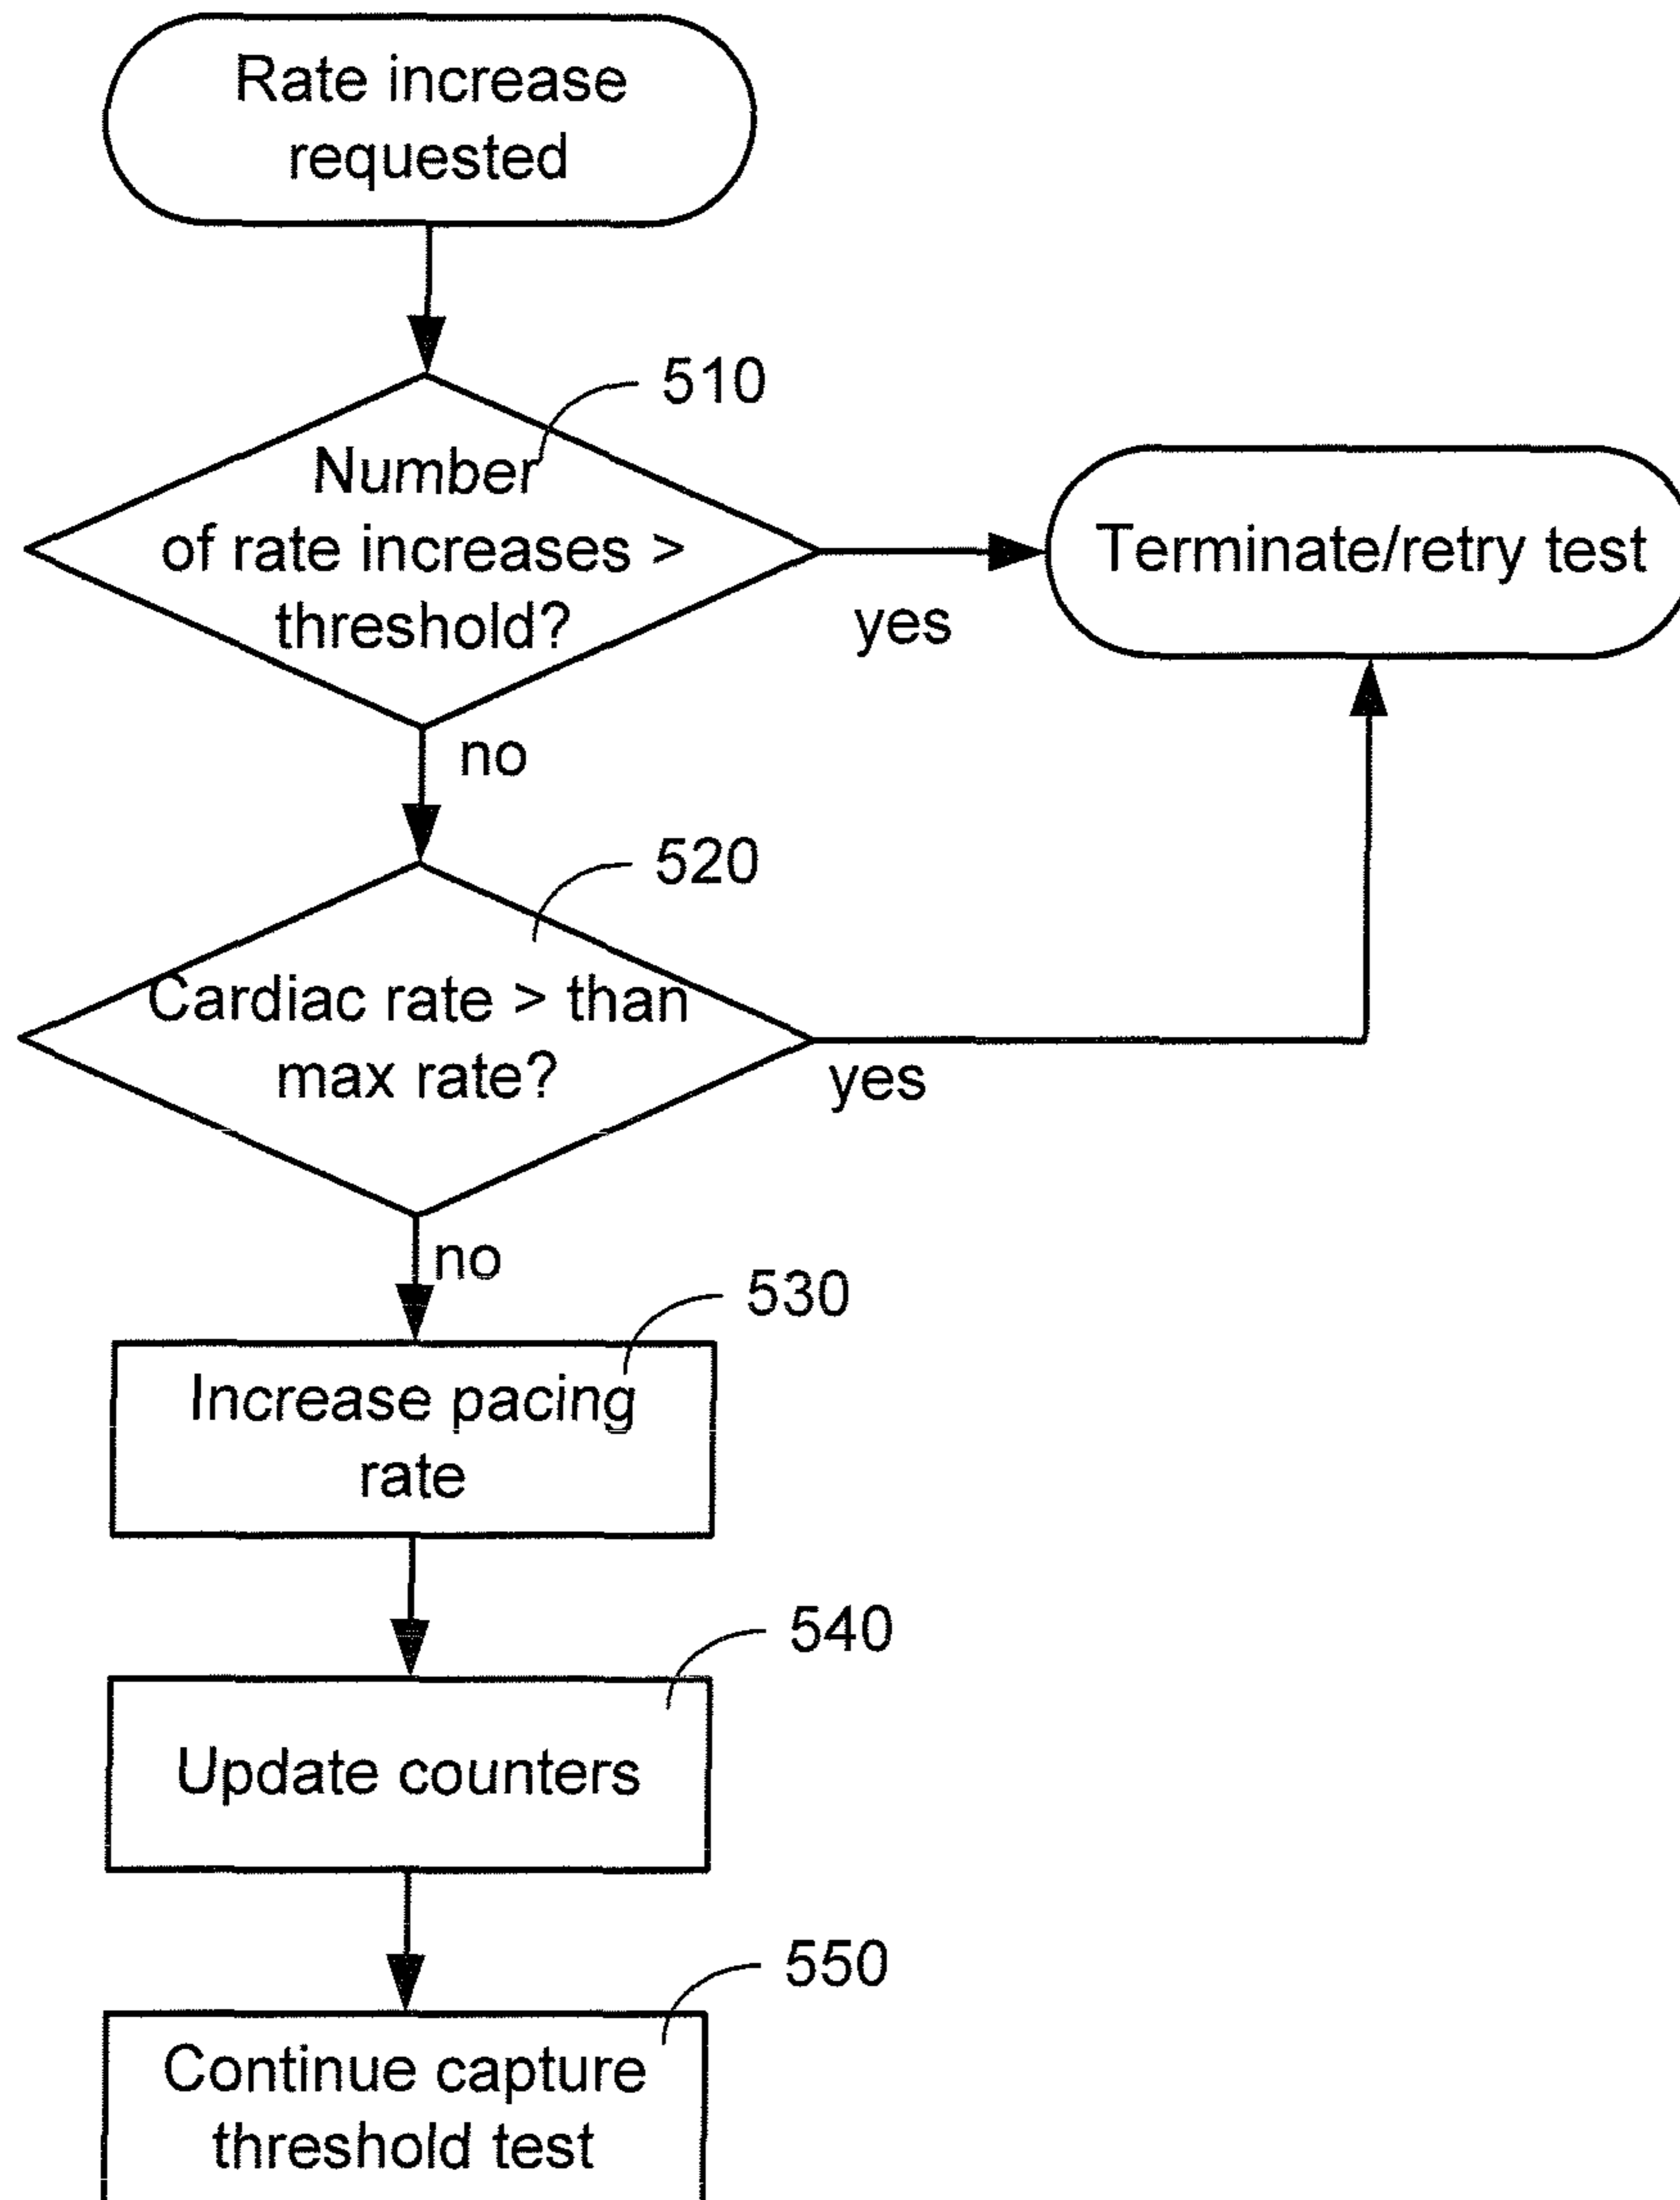 Rate increase
requested
510
Number
of rate increases >
threshold?
yes
Terminate/retry test
no
520
Cardiac rate > than
max rate?
yes
no
530
Increase pacing
rate
540
Update counters
550
Continue capture
threshold test